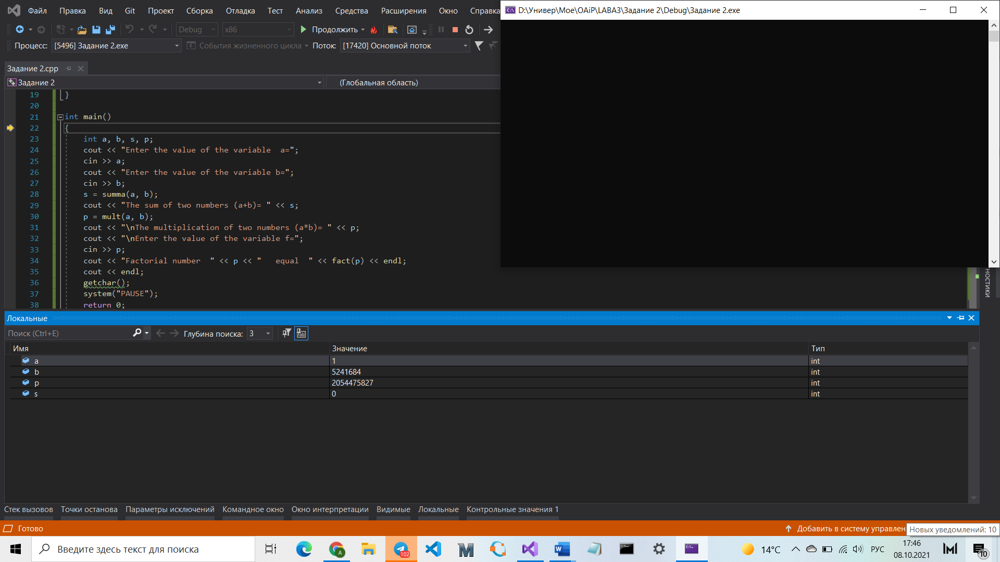 Файл Правка Вид Git Проект Сборка Отладка Тест Анализ Средства Расширения Окно Справка
D:\Универ\Мое\OAiP\LABA3\Задание 2\Debug\Задание 2.exe
Debug x86 Продолжить
Процесс: [5496] Задание 2.exe События жизненного цикла Поток: [17420] Основной поток
Задание 2.cpp
Задание 2 (Глобальная область)
19 }
20
21 int main()
22 {
23 int a, b, s, p;
24 cout << "Enter the value of the variable  a=";
25 cin >> a;
26 cout << "Enter the value of the variable b=";
27 cin >> b;
28 s = summa(a, b);
29 cout << "The sum of two numbers (a+b)= " << s;
30 p = mult(a, b);
31 cout << "\nThe multiplication of two numbers (a*b)= " << p;
32 cout << "\nEnter the value of the variable f=";
33 cin >> p;
34 cout << "Factorial number  " << p << "   equal  " << fact(p) << endl;
35 cout << endl;
36 getchar();
37 system("PAUSE");
38 return 0;
ностики
Локальные
Поиск (Ctrl+E) Глубина поиска: 3
Имя Значение Тип
a 1 int
b 5241684 int
p 2054475827 int
s 0 int
Стек вызовов Точки останова Параметры исключений Командное окно Окно интерпретации Видимые Локальные Контрольные значения 1
Готово Добавить в систему управлен
Новых уведомлений: 10
Введите здесь текст для поиска
102
14°C
РУС
17:46
08.10.2021
10